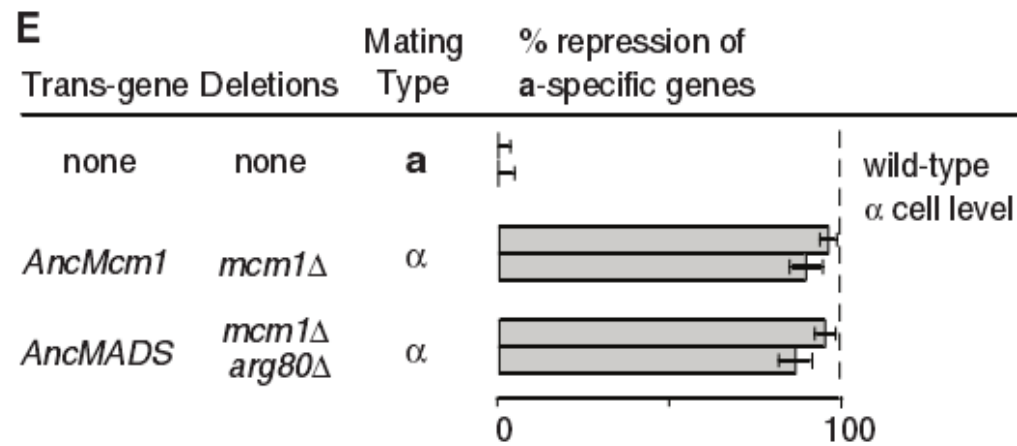 E
Trans-gene Deletions Mating Type % repression of a-specific genes
none none a
wild-type α cell level
AncMcm1 mcm1Δ α
AncMADS mcm1Δ arg80Δ α
0 100